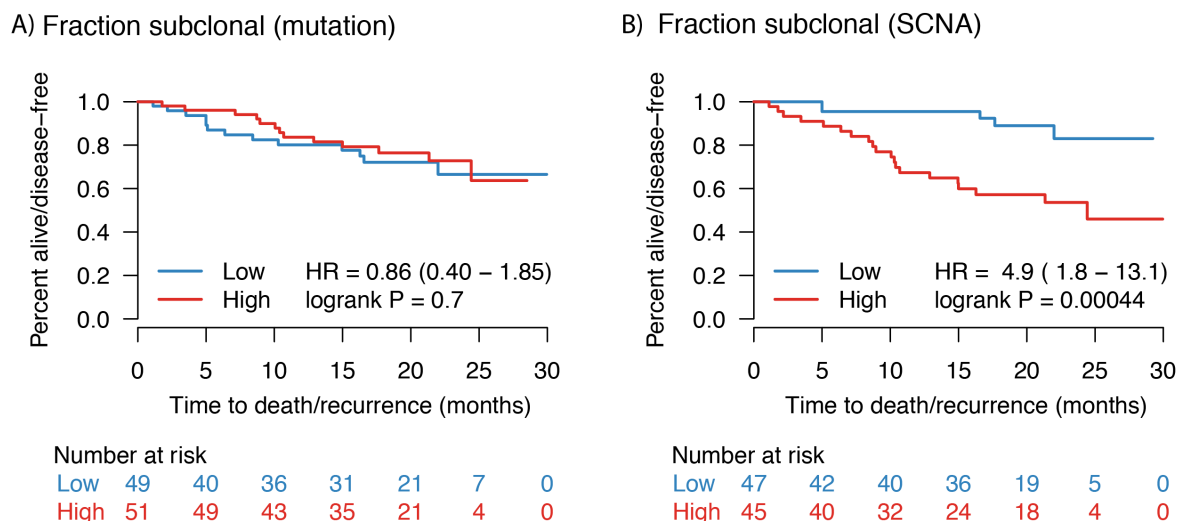 A) Fraction subclonal (mutation)
Percent alive/disease−free
1.0
0.8
0.6
0.4
0.2
0.0
Low HR = 0.86 (0.40 − 1.85)
High logrank P = 0.7
0 5 10 15 20 25 30
Time to death/recurrence (months)
Number at risk
Low 49 40 36 31 21 7 0
High 51 49 43 35 21 4 0
B) Fraction subclonal (SCNA)
Percent alive/disease−free
1.0
0.8
0.6
0.4
0.2
0.0
Low HR = 4.9 ( 1.8 − 13.1)
High logrank P = 0.00044
0 5 10 15 20 25 30
Time to death/recurrence (months)
Number at risk
Low 47 42 40 36 19 5 0
High 45 40 32 24 18 4 0